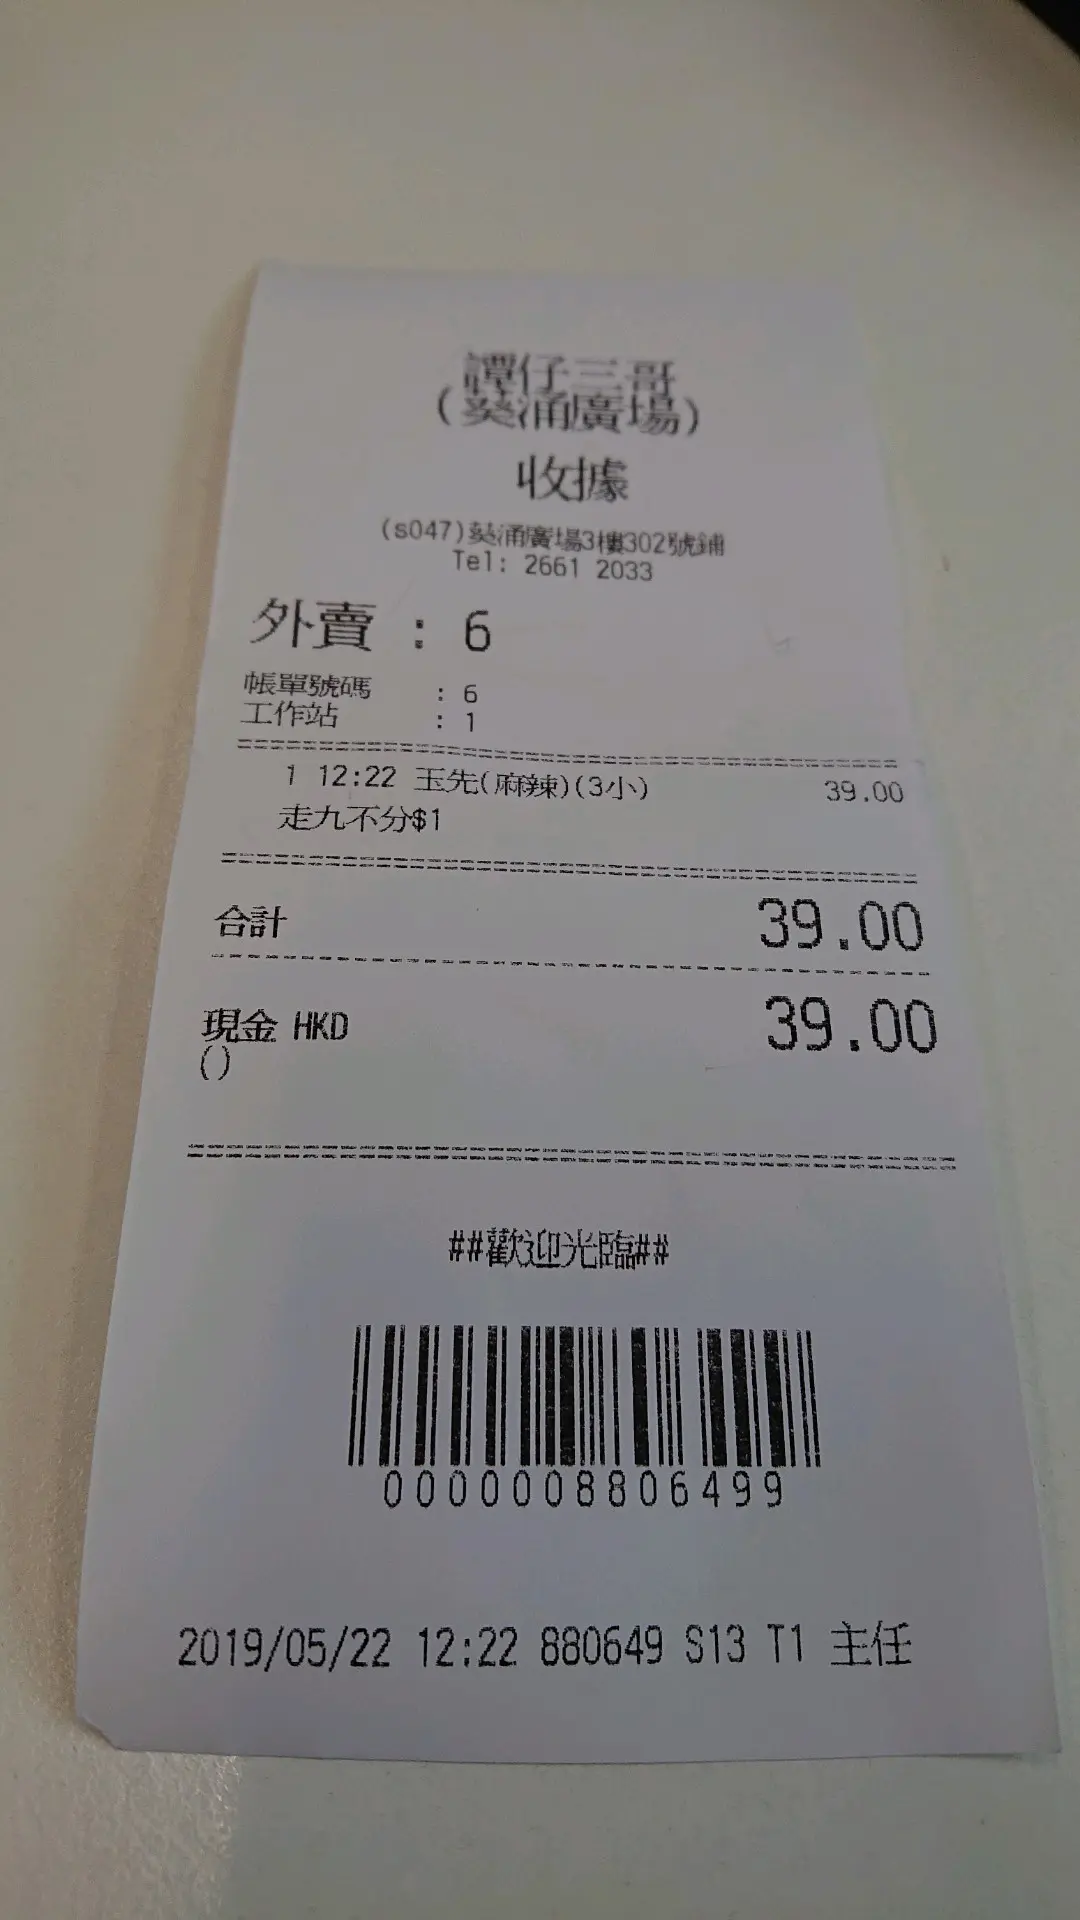 譚仔三哥
(葵涌廣場)
收據
(s047)葵涌廣場3樓302號鋪
Tel: 2661 2033
外賣 : 6
帳單號碼 : 6
工作站 : 1
1 12:22 玉先(麻辣)(3小) 39.00
走九不分$1
合計 39.00
現金 HKD 39.00
()
##歡迎光臨##
0000008806499
2019/05/22 12:22 880649 S13 T1 主任